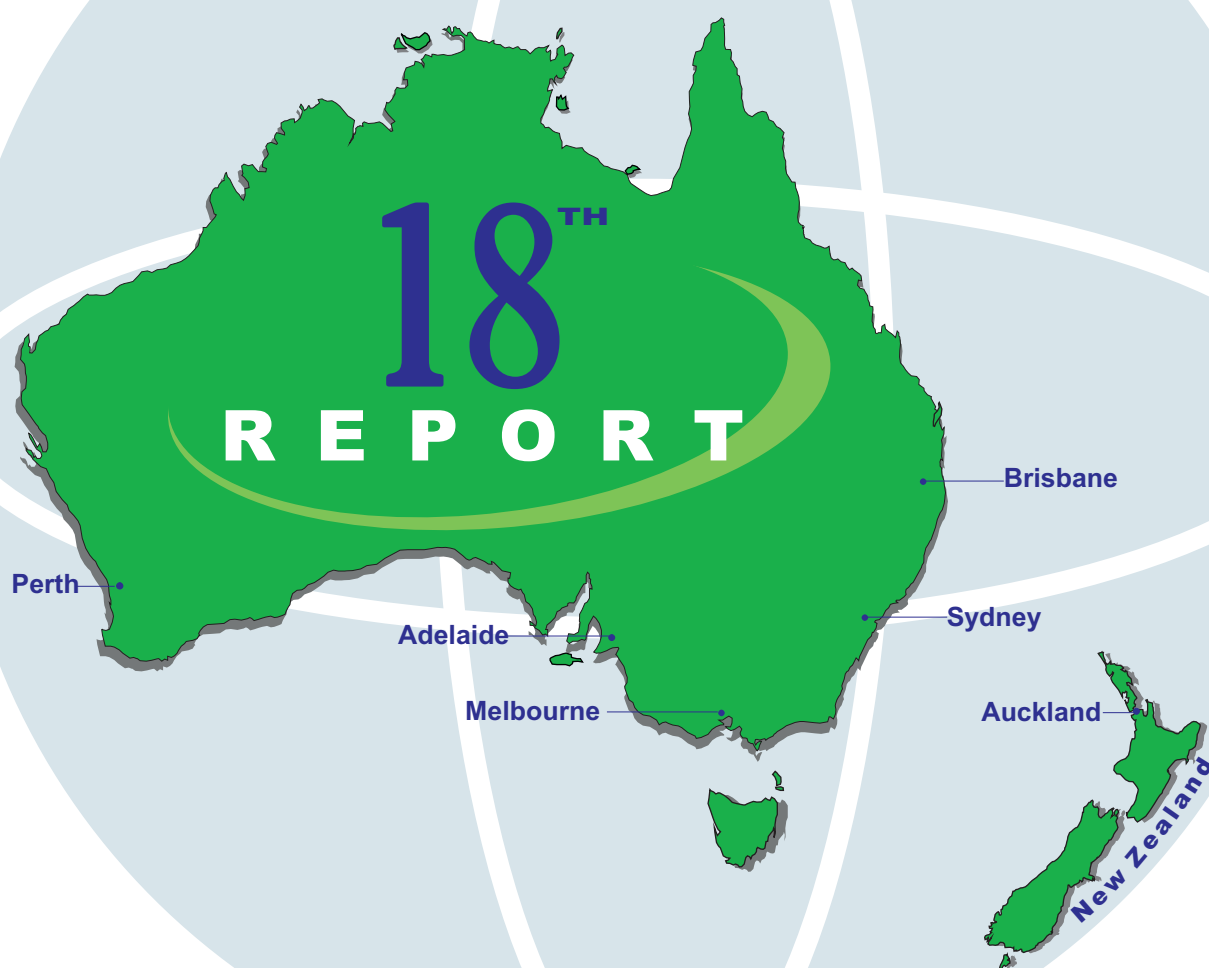 18TH
REPORT
Brisbane
Perth
Sydney
Adelaide
Melbourne
Auckland
New Zealand